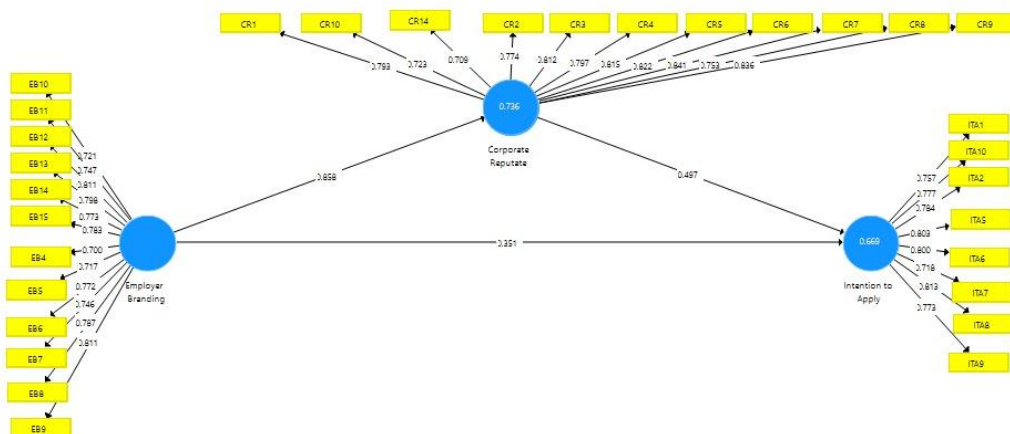 CR1
CR10
CR14
CR2
CR3
CR4
CR5
CR6
CR7
CR8
CR9
0.793
0.723
0.709
0.774
0.812
0.797
0.815
0.822
0.841
0.753
0.836
0.736
Corporate
Reputate
EB10
EB11
EB12
EB13
EB14
EB15
EB4
EB5
EB6
EB7
EB8
EB9
0.721
0.747
0.811
0.798
0.773
0.783
0.700
0.717
0.772
0.746
0.787
0.811
Employer
Branding
0.858
0.497
0.351
0.669
Intention to
Apply
0.757
0.777
0.784
0.803
0.800
0.718
0.813
0.773
ITA1
ITA10
ITA2
ITA5
ITA6
ITA7
ITA8
ITA9